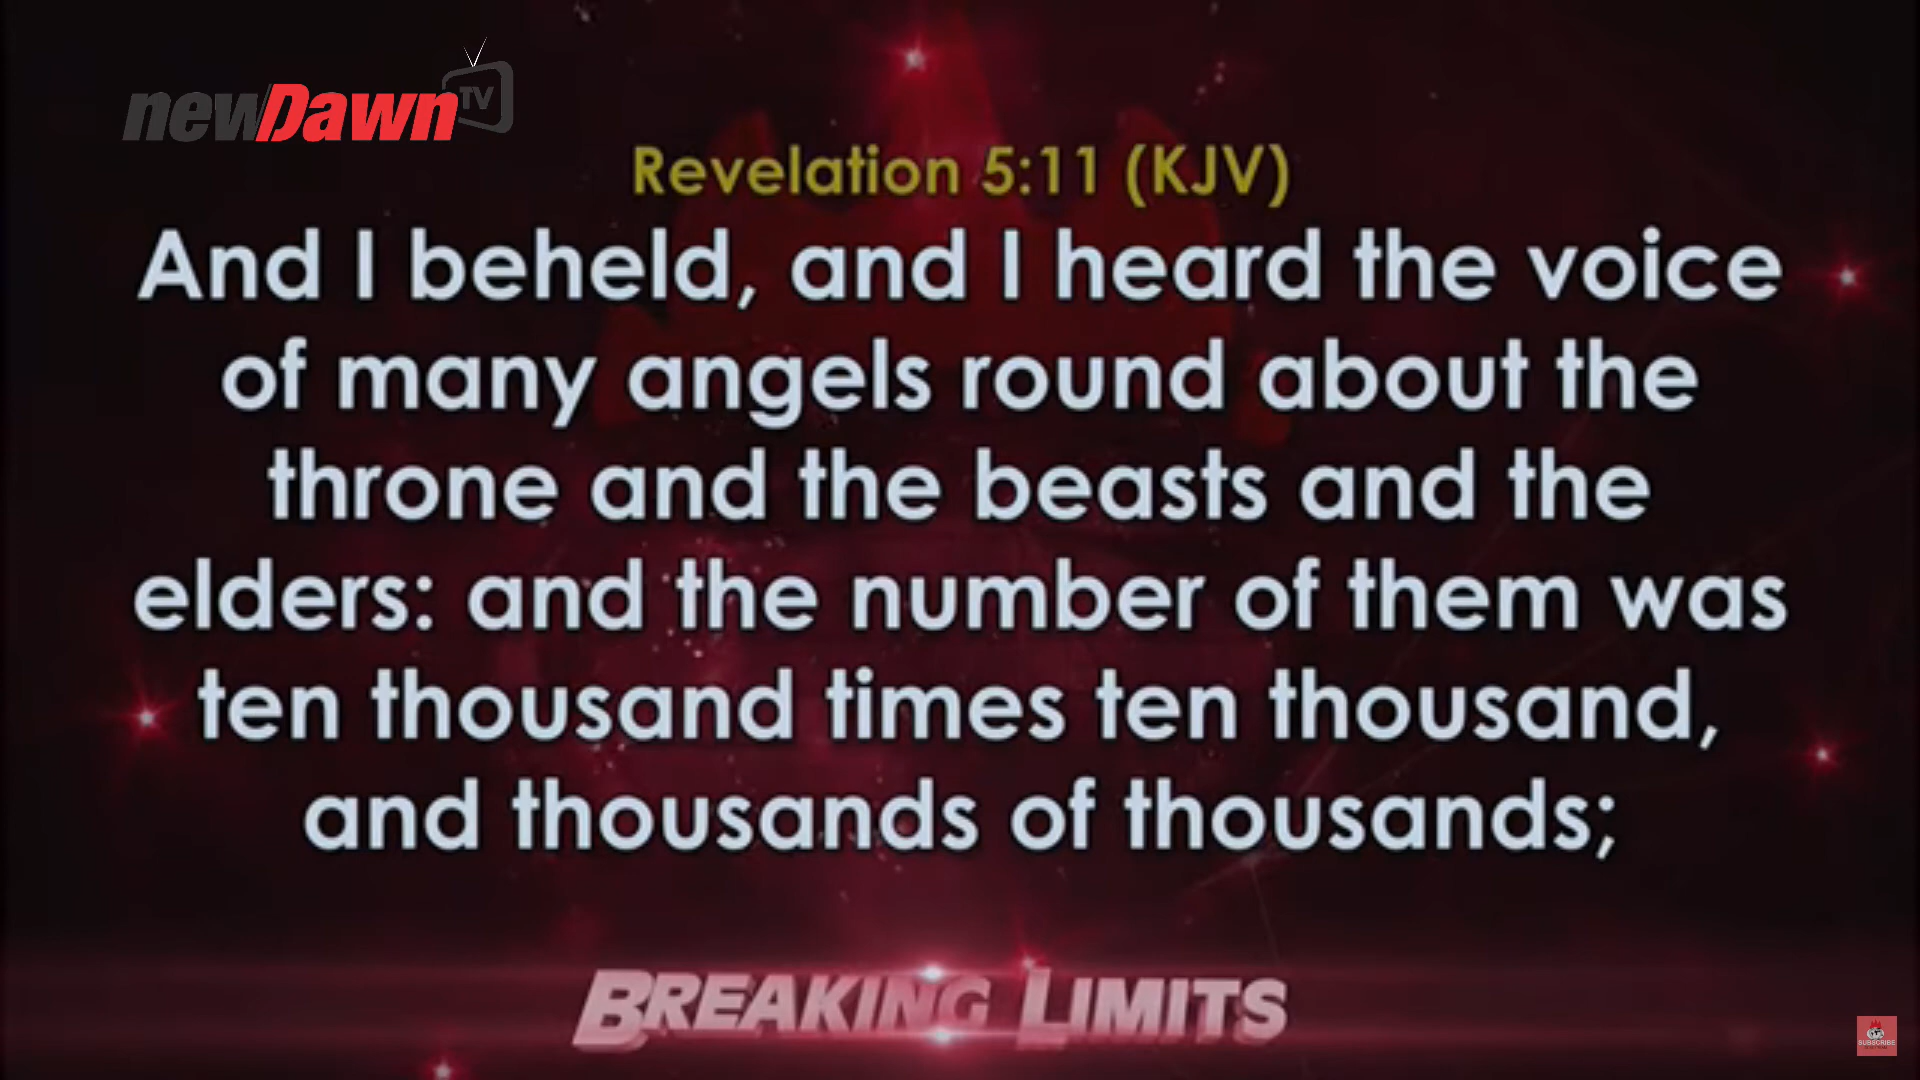 newDawn TV
Revelation 5:11 (KJV)
And I beheld, and I heard the voice
of many angels round about the
throne and the beasts and the
elders: and the number of them was
ten thousand times ten thousand,
and thousands of thousands;
BREAKING LIMITS
SUBSCRIBE